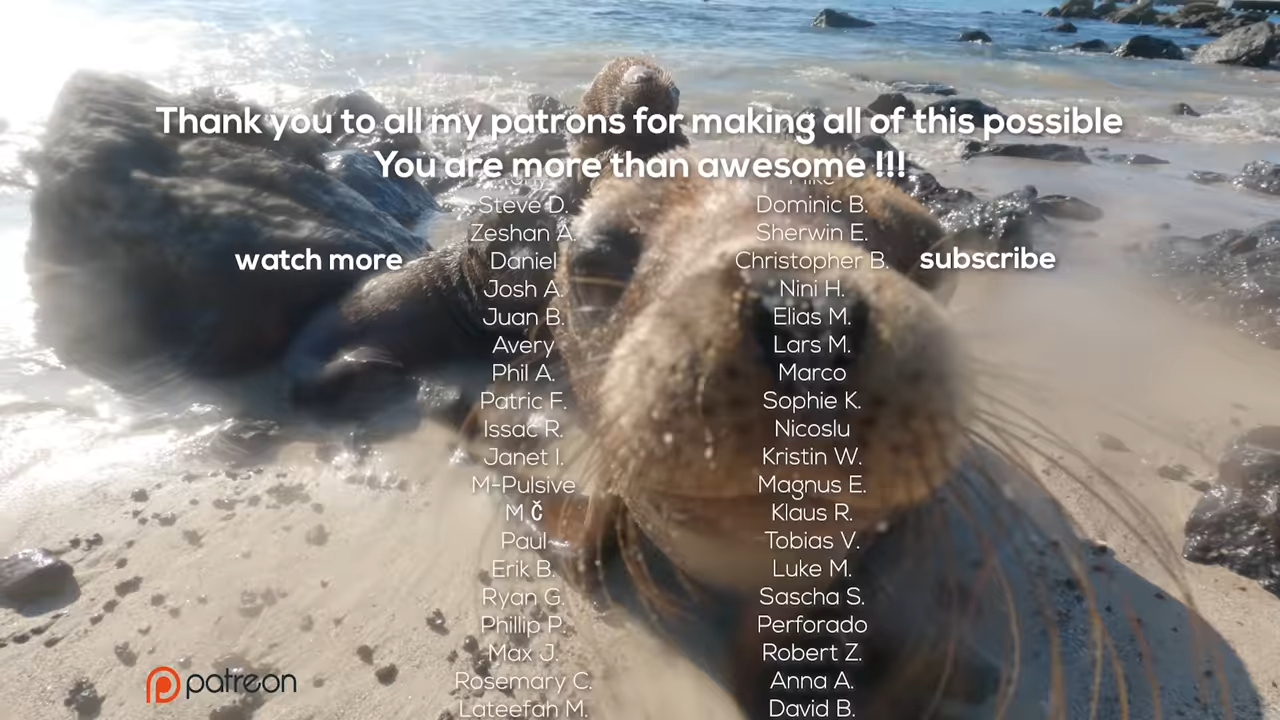 Thank you to all my patrons for making all of this possible
You are more than awesome !!!
watch more
subscribe
Steve D.
Zeshan A.
Daniel
Josh A.
Juan B.
Avery
Phil A.
Patric F.
Issac R.
Janet I.
M-Pulsive
M Č
Paul
Erik B.
Ryan G.
Phillip P.
Max J.
Rosemary C.
Lateefah M.
Mike
Dominic B.
Sherwin E.
Christopher B.
Nini H.
Elias M.
Lars M.
Marco
Sophie K.
Nicoslu
Kristin W.
Magnus E.
Klaus R.
Tobias V.
Luke M.
Sascha S.
Perforado
Robert Z.
Anna A.
David B.
patreon